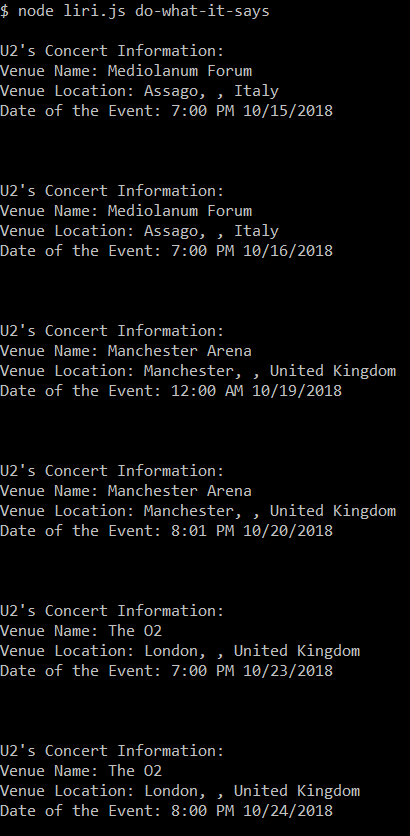 $ node liri.js do-what-it-says
U2's Concert Information:
Venue Name: Mediolanum Forum
Venue Location: Assago, , Italy
Date of the Event: 7:00 PM 10/15/2018
U2's Concert Information:
Venue Name: Mediolanum Forum
Venue Location: Assago, , Italy
Date of the Event: 7:00 PM 10/16/2018
U2's Concert Information:
Venue Name: Manchester Arena
Venue Location: Manchester, , United Kingdom
Date of the Event: 12:00 AM 10/19/2018
U2's Concert Information:
Venue Name: Manchester Arena
Venue Location: Manchester, , United Kingdom
Date of the Event: 8:01 PM 10/20/2018
U2's Concert Information:
Venue Name: The O2
Venue Location: London, , United Kingdom
Date of the Event: 7:00 PM 10/23/2018
U2's Concert Information:
Venue Name: The O2
Venue Location: London, , United Kingdom
Date of the Event: 8:00 PM 10/24/2018